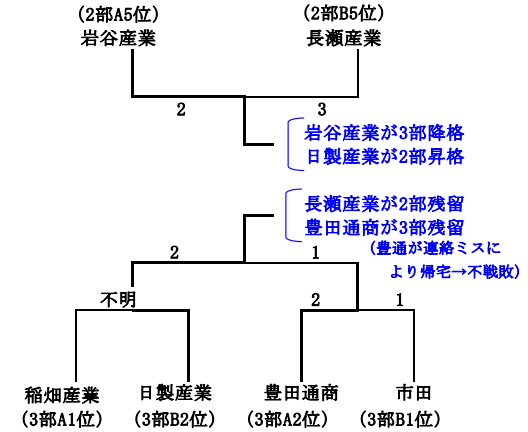 (2部A5位) (2部B5位)
岩谷産業 長瀬産業
2 3
岩谷産業が3部降格
日製産業が2部昇格
長瀬産業が2部残留
豊田通商が3部残留
(豊通が連絡ミスに
より帰宅→不戦敗)
2 1
不明 2 1
稲畑産業 日製産業 豊田通商 市田
(3部A1位) (3部B2位) (3部A2位) (3部B1位)